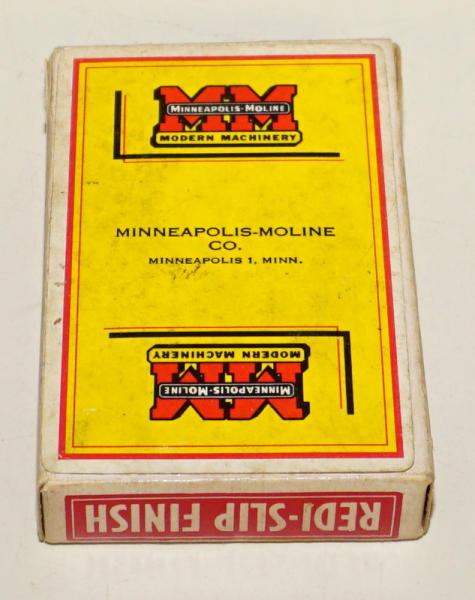 MM
MINNEAPOLIS-MOLINE
MODERN MACHINERY
MINNEAPOLIS-MOLINE
CO.
MINNEAPOLIS 1, MINN.
MODERN MACHINERY
MINNEAPOLIS-MOLINE
MM
REDI-SLIP FINISH